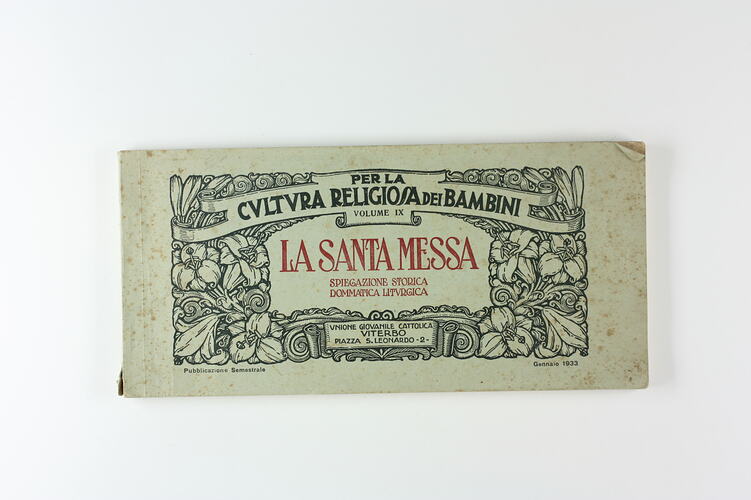 PER LA
CVLTVRA RELIGIOSA DEI BAMBINI
VOLUME IX
LA SANTA MESSA
SPIEGAZIONE STORICA
DOMMATICA LITVRGICA
VNIONE GIOVANILE CATTOLICA
VITERBO
PIAZZA S. LEONARDO -2-
Pubblicazione Semestrale
Gennaio 1933